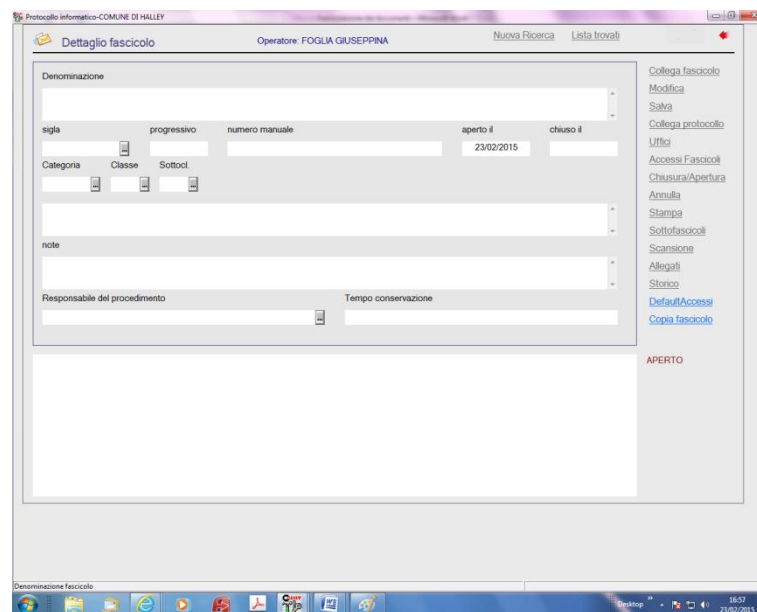 Protocollo informatico-COMUNE DI HALLEY
Dettaglio fascicolo Operatore: FOGLIA GIUSEPPINA Nuova Ricerca Lista trovati
Denominazione
sigla progressivo numero manuale aperto il chiuso il
23/02/2015
Categoria Classe Sottocl.
note
Responsabile del procedimento Tempo conservazione
Collega fascicolo
Modifica
Salva
Collega protocollo
Uffici
Accessi Fascicoli
Chiusura/Apertura
Annulla
Stampa
Sottofascicoli
Scansione
Allegati
Storico
DefaultAccessi
Copia fascicolo
APERTO
Denominazione fascicolo
Desktop 16:57
23/02/2015